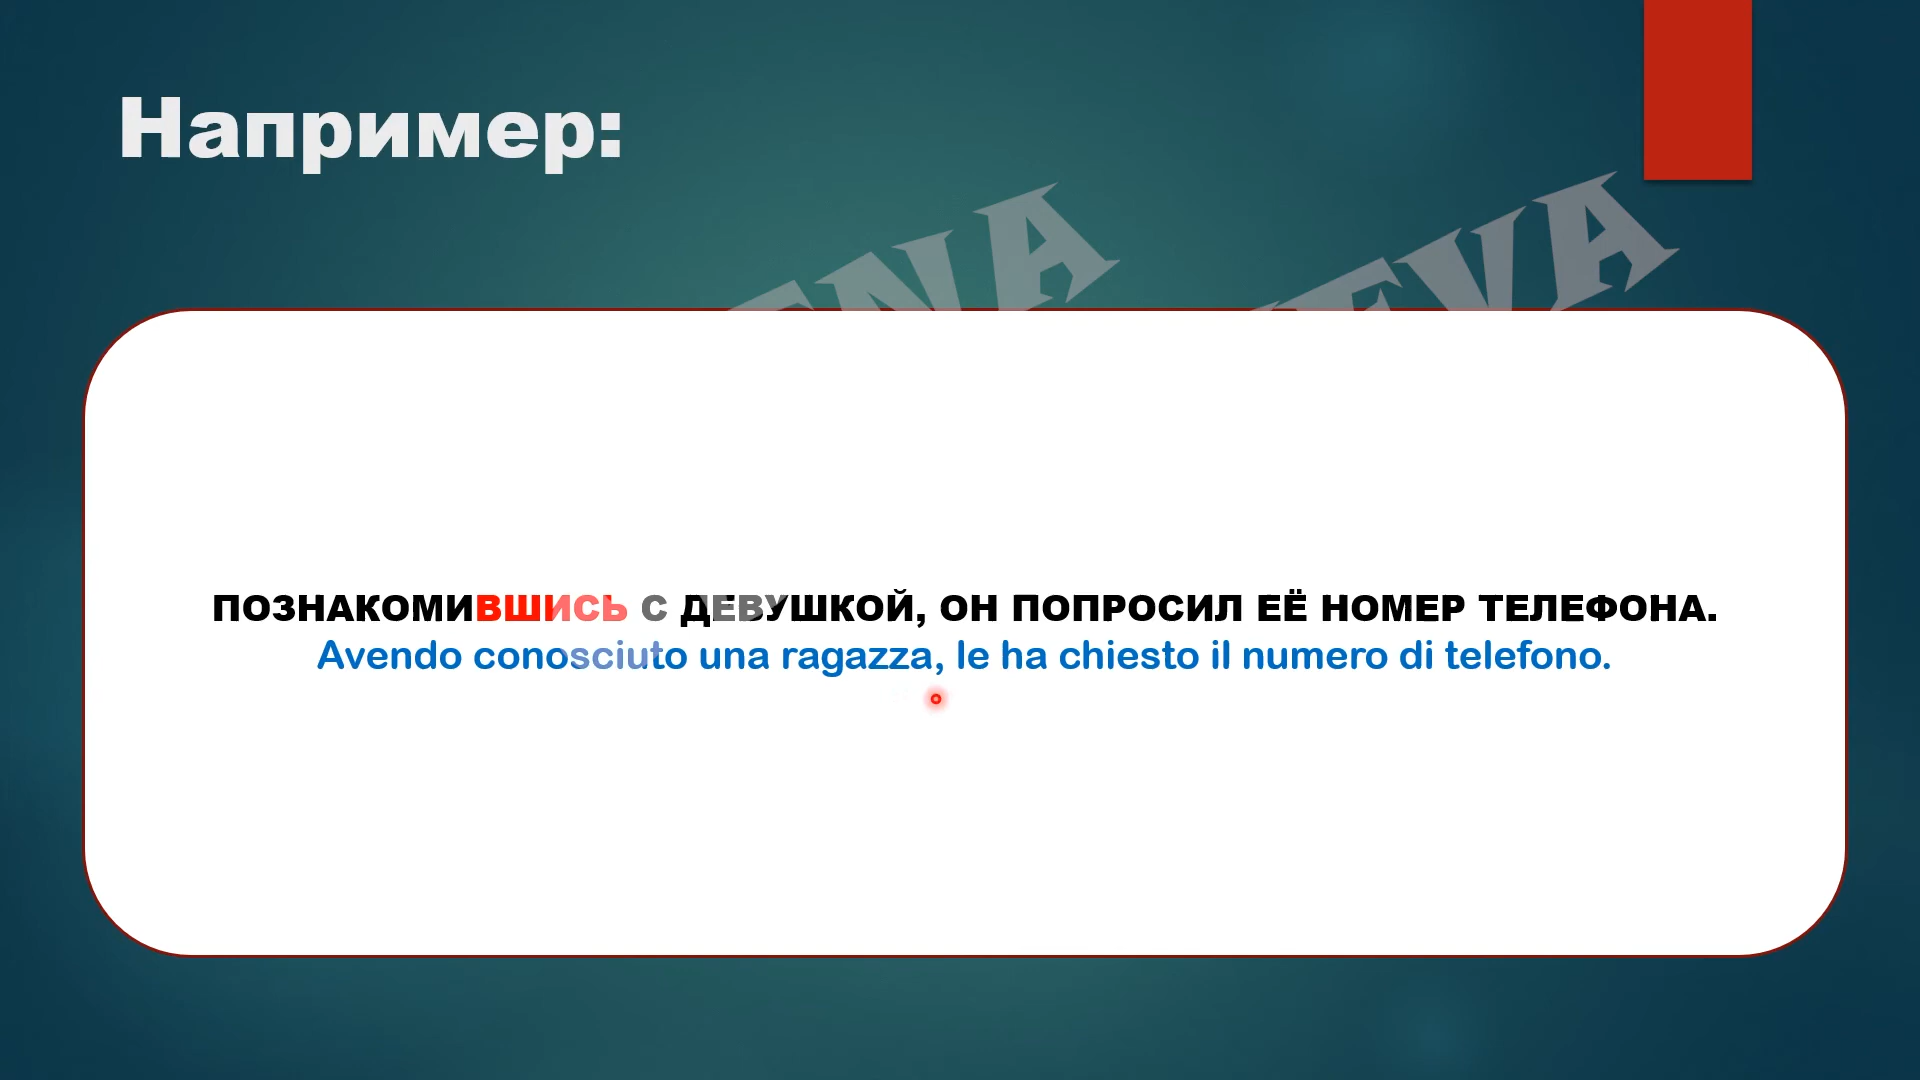 Например:
ПОЗНАКОМИВШИСЬ С ДЕВУШКОЙ, ОН ПОПРОСИЛ ЕЁ НОМЕР ТЕЛЕФОНА.
Avendo conosciuto una ragazza, le ha chiesto il numero di telefono.